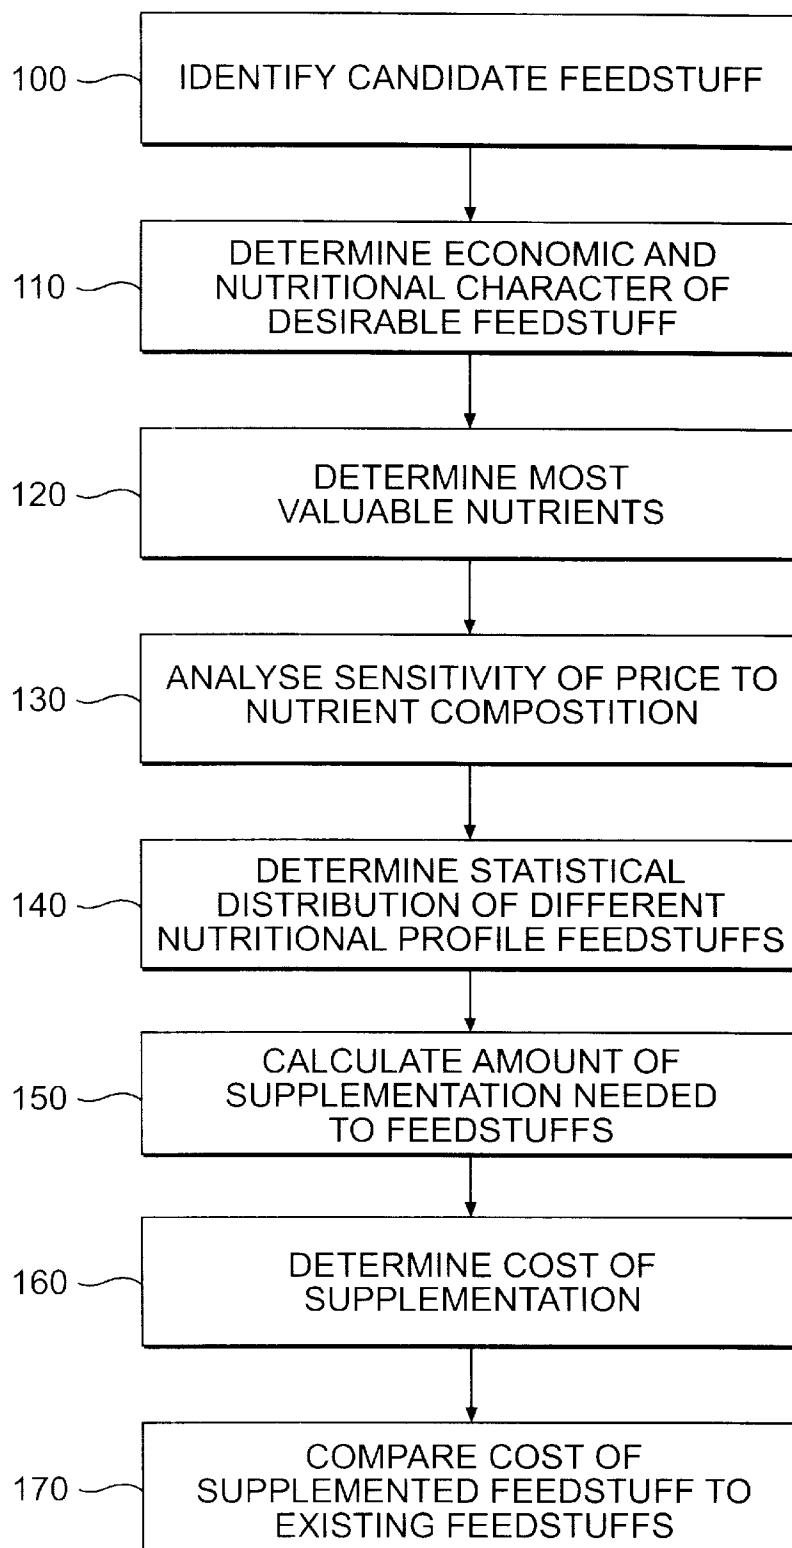 100
IDENTIFY CANDIDATE FEEDSTUFF
110
DETERMINE ECONOMIC AND
NUTRITIONAL CHARACTER OF
DESIRABLE FEEDSTUFF
120
DETERMINE MOST
VALUABLE NUTRIENTS
130
ANALYSE SENSITIVITY OF PRICE TO
NUTRIENT COMPOSTITION
140
DETERMINE STATISTICAL
DISTRIBUTION OF DIFFERENT
NUTRITIONAL PROFILE FEEDSTUFFS
150
CALCULATE AMOUNT OF
SUPPLEMENTATION NEEDED
TO FEEDSTUFFS
160
DETERMINE COST OF
SUPPLEMENTATION
170
COMPARE COST OF
SUPPLEMENTED FEEDSTUFF TO
EXISTING FEEDSTUFFS